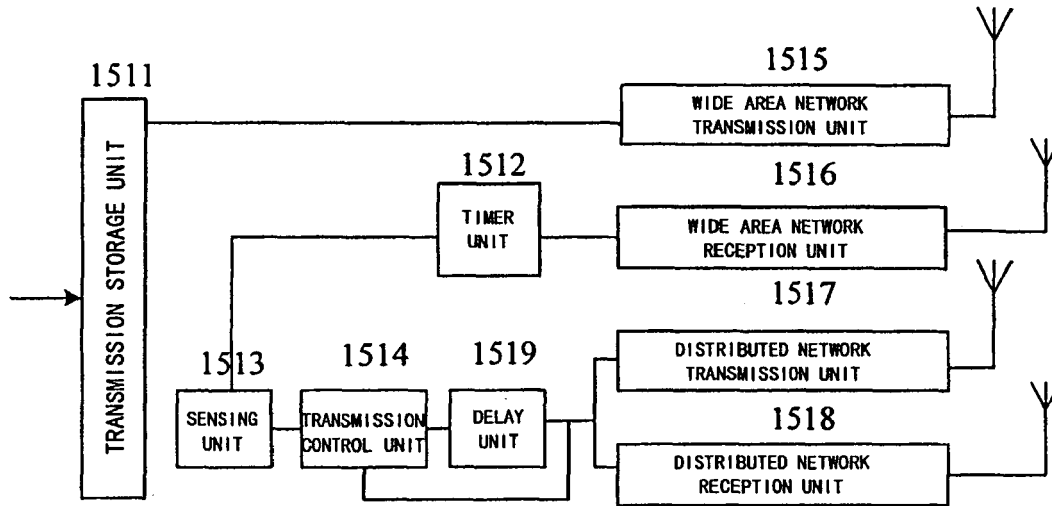 1511
TRANSMISSION STORAGE UNIT
1515
WIDE AREA NETWORK
TRANSMISSION UNIT
1512
TIMER
UNIT
1516
WIDE AREA NETWORK
RECEPTION UNIT
1513
SENSING
UNIT
1514
TRANSMISSION
CONTROL UNIT
1519
DELAY
UNIT
1517
DISTRIBUTED NETWORK
TRANSMISSION UNIT
1518
DISTRIBUTED NETWORK
RECEPTION UNIT